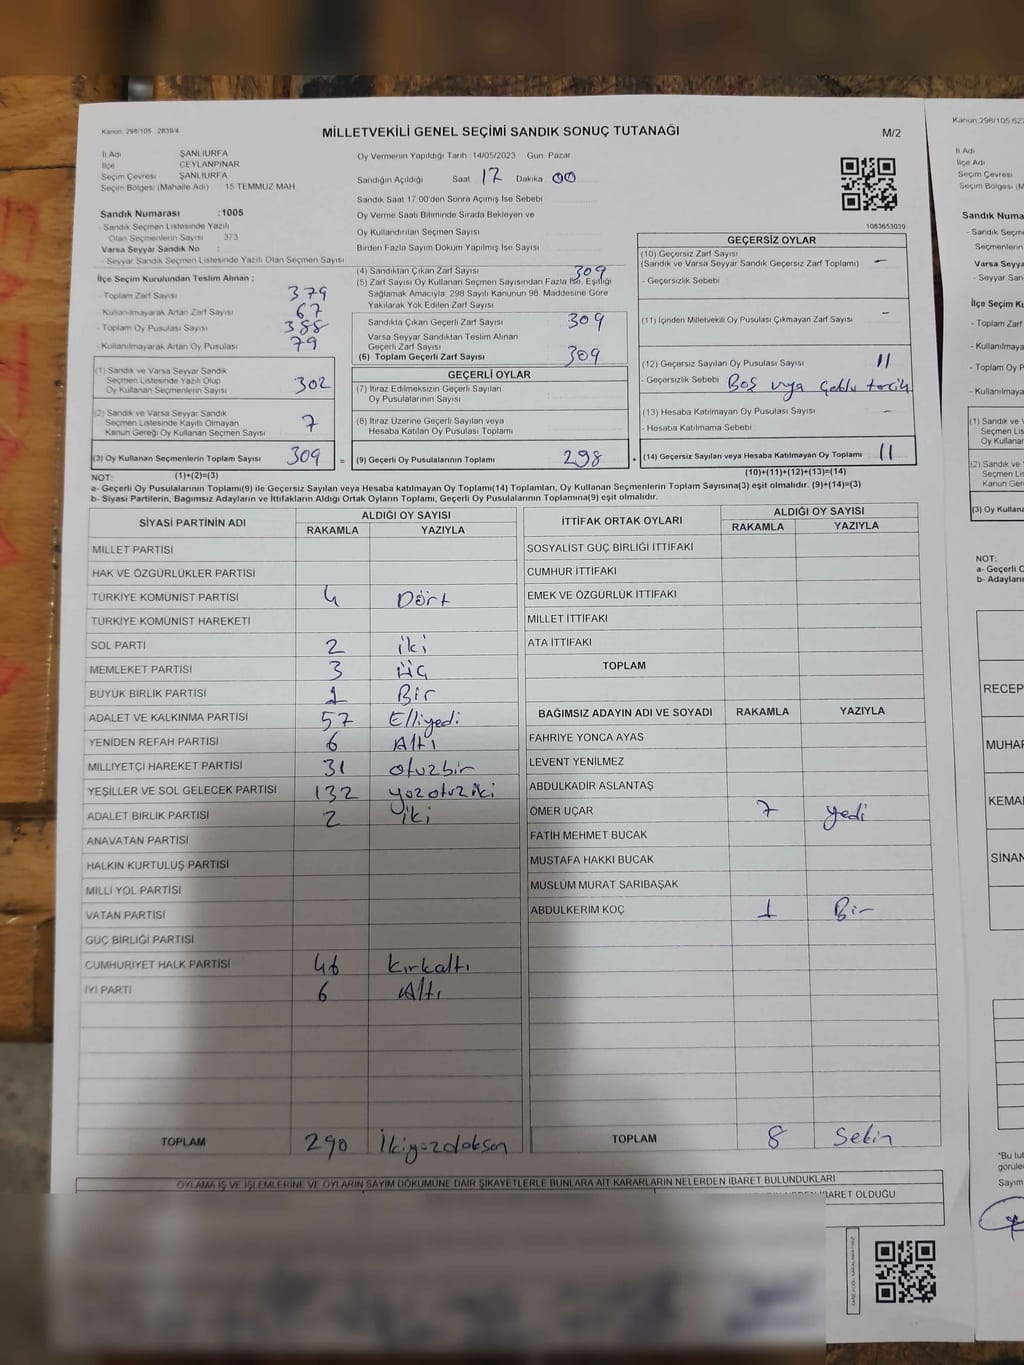 Kanun: 298/105 2839/4
MİLLETVEKİLİ GENEL SEÇİMİ SANDIK SONUÇ TUTANAĞI
M/2
İl Adı ŞANLIURFA
İlçe CEYLANPINAR
Seçim Çevresi ŞANLIURFA
Seçim Bölgesi (Mahalle Adı) 15 TEMMUZ MAH
Sandık Numarası :1005
- Sandık Seçmen Listesinde Yazılı
Olan Seçmenlerin Sayısı 373
Varsa Seyyar Sandık No :
- Seyyar Sandık Seçmen Listesinde Yazılı Olan Seçmen Sayısı
Oy Vermenin Yapıldığı Tarih 14/05/2023 Gün: Pazar
Sandığın Açıldığı Saat 17 Dakika 00
Sandık Saat 17:00'den Sonra Açımış İse Sebebi
Oy Verme Saati Bitiminde Sırada Bekleyen ve
Oy Kullandırılan Seçmen Sayısı
Birden Fazla Sayım Döküm Yapılmış İse Sayısı
1083653039
İlçe Seçim Kurulundan Teslim Alınan ;
- Toplam Zarf Sayısı 379
- Kullanılmayarak Artan Zarf Sayısı 67
- Toplam Oy Pusulası Sayısı 388
- Kullanılmayarak Artan Oy Pusulası 79
(1) Sandık ve Varsa Seyyar Sandık
Seçmen Listesinde Yazılı Olup
Oy Kullanan Seçmenlerin Sayısı 302
(2) Sandık ve Varsa Seyyar Sandık
Seçmen Listesinde Kayıtlı Olmayan
Kanun Gereği Oy Kullanan Seçmen Sayısı 7
(3) Oy Kullanan Seçmenlerin Toplam Sayısı 309 =
(4) Sandıktan Çıkan Zarf Sayısı 309
(5) Zarf Sayısı Oy Kullanan Seçmen Sayısından Fazla İse, Eşitliği
Sağlamak Amacıyla, 298 Sayılı Kanunun 98. Maddesine Göre
Yakılarak Yok Edilen Zarf Sayısı
Sandıkta Çıkan Geçerli Zarf Sayısı 309
Varsa Seyyar Sandıktan Teslim Alınan
Geçerli Zarf Sayısı
(6) Toplam Geçerli Zarf Sayısı 309
GEÇERLİ OYLAR
(7) İtiraz Edilmeksizin Geçerli Sayılan
Oy Pusulalarının Sayısı
(8) İtiraz Üzerine Geçerli Sayılan veya
Hesaba Katılan Oy Pusulası Toplamı
(9) Geçerli Oy Pusulalarının Toplamı 298 +
GEÇERSİZ OYLAR
(10) Geçersiz Zarf Sayısı
(Sandık ve Varsa Seyyar Sandık Geçersiz Zarf Toplamı) -
- Geçersizlik Sebebi
(11) İçinden Milletvekili Oy Pusulası Çıkmayan Zarf Sayısı -
(12) Geçersiz Sayılan Oy Pusulası Sayısı 11
- Geçersizlik Sebebi Boş veya Çoklu tercih
(13) Hesaba Katılmayan Oy Pusulası Sayısı -
- Hesaba Katılmama Sebebi
(14) Geçersiz Sayılan veya Hesaba Katılmayan Oy Toplamı 11
NOT: (1)+(2)=(3) (10)+(11)+(12)+(13)=(14)
a- Geçerli Oy Pusulalarının Toplamı(9) ile Geçersiz Sayılan veya Hesaba katılmayan Oy Toplamı(14) Toplamları, Oy Kullanan Seçmenlerin Toplam Sayısına(3) eşit olmalıdır. (9)+(14)=(3)
b- Siyasi Partilerin, Bağımsız Adayların ve İttifakların Aldığı Ortak Oyların Toplamı, Geçerli Oy Pusulalarının Toplamına(9) eşit olmalıdır.
SİYASİ PARTİNİN ADI ALDIĞI OY SAYISI
RAKAMLA YAZIYLA
MİLLET PARTİSİ
HAK VE ÖZGÜRLÜKLER PARTİSİ
TÜRKİYE KOMÜNİST PARTİSİ 4 Dört
TÜRKİYE KOMÜNİST HAREKETİ
SOL PARTİ 2 iki
MEMLEKET PARTİSİ 3 üç
BÜYÜK BİRLİK PARTİSİ 1 Bir
ADALET VE KALKINMA PARTİSİ 57 Elliyedi
YENİDEN REFAH PARTİSİ 6 Altı
MİLLİYETÇİ HAREKET PARTİSİ 31 otuzbir
YEŞİLLER VE SOL GELECEK PARTİSİ 132 yüzotuziki
ADALET BİRLİK PARTİSİ 2 iki
ANAVATAN PARTİSİ
HALKIN KURTULUŞ PARTİSİ
MİLLİ YOL PARTİSİ
VATAN PARTİSİ
GÜÇ BİRLİĞİ PARTİSİ
CUMHURİYET HALK PARTİSİ 46 kırkaltı
İYİ PARTİ 6 Altı
TOPLAM 290 İkiyüzdoksan
İTTİFAK ORTAK OYLARI ALDIĞI OY SAYISI
RAKAMLA YAZIYLA
SOSYALİST GÜÇ BİRLİĞİ İTTİFAKI
CUMHUR İTTİFAKI
EMEK VE ÖZGÜRLÜK İTTİFAKI
MİLLET İTTİFAKI
ATA İTTİFAKI
TOPLAM
BAĞIMSIZ ADAYIN ADI VE SOYADI RAKAMLA YAZIYLA
FAHRİYE YONCA AYAS
LEVENT YENİLMEZ
ABDULKADİR ASLANTAŞ
ÖMER UÇAR 7 yedi
FATİH MEHMET BUCAK
MUSTAFA HAKKI BUCAK
MÜSLÜM MURAT SARIBAŞAK
ABDULKERİM KOÇ 1 Bir
TOPLAM 8 Sekiz
OYLAMA İŞ VE İŞLEMLERİNE VE OYLARIN SAYIM DÖKÜMÜNE DAİR ŞİKAYETLERLE BUNLARA AİT KARARLARIN NELERDEN İBARET BULUNDUKLARI
İBARET OLDUĞU
Kanun:298/105 627
İl Adı
İlçe Adı
Seçim Çevresi
Sandık Numa
- Sandık Seçme
Seçmenlerin
Varsa Seyyar
- Seyyar San
İlçe Seçim
- Toplam Zarf
- Kullanılmaya
- Toplam Oy
- Kullanılmaya
(1) Sandık ve V
Seçmen Lis
Oy Kullanan
(2) Sandık ve
Seçmen Lis
Kanun Gere
(3) Oy Kullana
NOT:
a- Geçerli O
b- Adayların
RECEP
MUHAR
KEMA
SİNAN
*Bu tut
görüle
Sayım